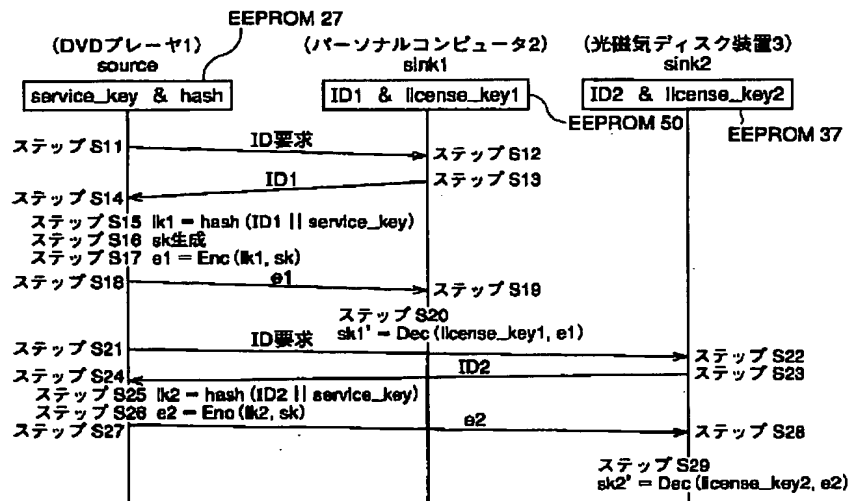 EEPROM 27
(DVDプレーヤ1) (パーソナルコンピュータ2) (光磁気ディスク装置3)
source sink1 sink2
service_key & hash ID1 & license_key1 ID2 & license_key2
EEPROM 50
EEPROM 37
ステップ S11 ID要求 ステップ S12
ID1 ステップ S13
ステップ S14
ステップ S15 lk1 = hash (ID1 || service_key)
ステップ S16 sk生成
ステップ S17 e1 = Enc (lk1, sk)
ステップ S18 e1 ステップ S19
ステップ S20
sk1' = Dec (license_key1, e1)
ステップ S21 ID要求 ステップ S22
ステップ S24 ID2 ステップ S23
ステップ S25 lk2 = hash (ID2 || service_key)
ステップ S26 e2 = Enc (lk2, sk)
ステップ S27 e2 ステップ S28
ステップ S29
sk2' = Dec (license_key2, e2)